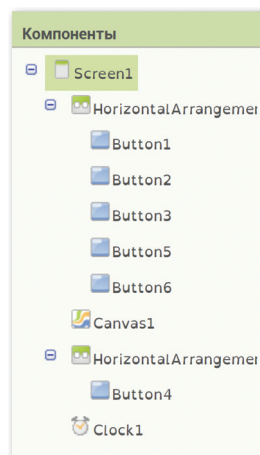 Компоненты
Screen1
HorizontalArrangemer
Button1
Button2
Button3
Button5
Button6
Canvas1
HorizontalArrangemer
Button4
Clock1